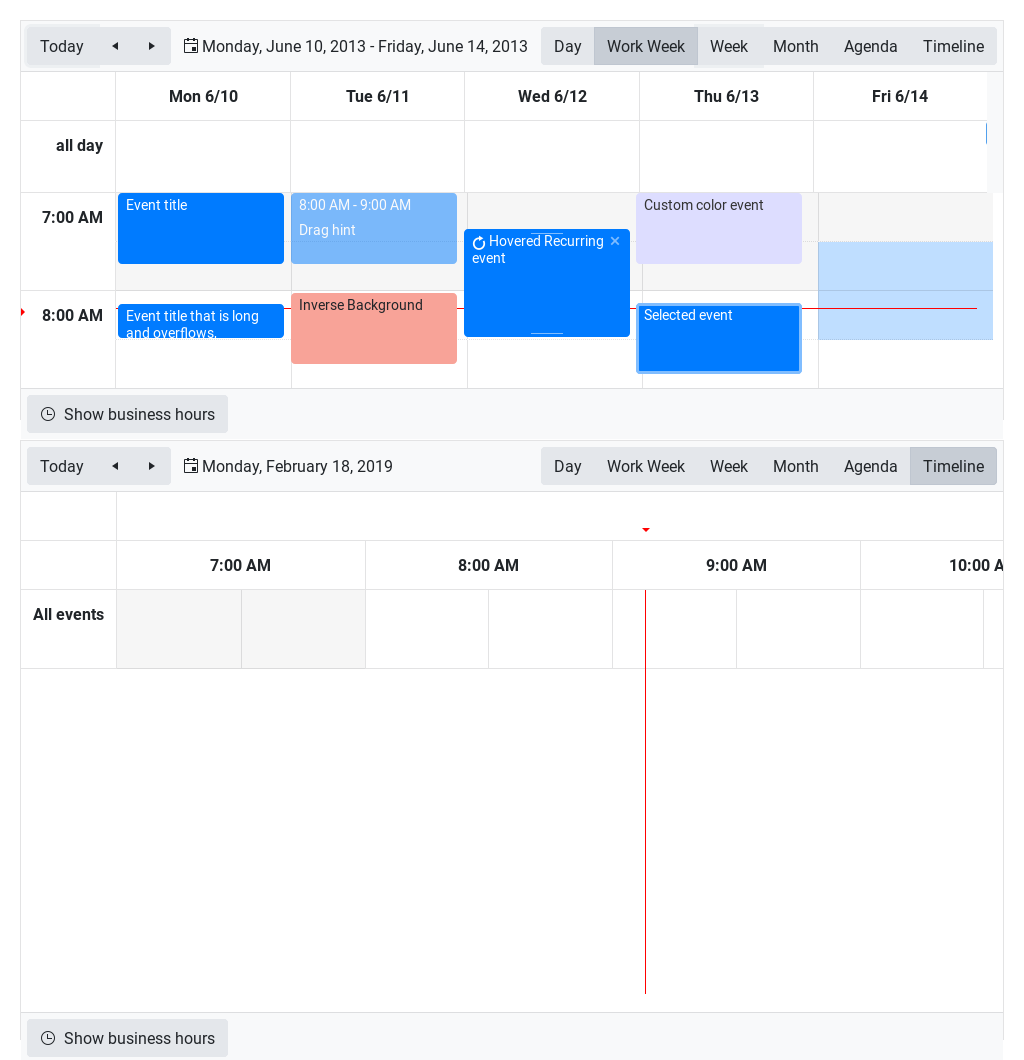 Today Monday, June 10, 2013 - Friday, June 14, 2013 Day Work Week Week Month Agenda Timeline
Mon 6/10 Tue 6/11 Wed 6/12 Thu 6/13 Fri 6/14
all day
7:00 AM
Event title
8:00 AM - 9:00 AM
Drag hint
Hovered Recurring
event
Custom color event
8:00 AM
Event title that is long
and overflows.
Inverse Background
Selected event
Show business hours
Today Monday, February 18, 2019 Day Work Week Week Month Agenda Timeline
7:00 AM 8:00 AM 9:00 AM 10:00 A
All events
Show business hours